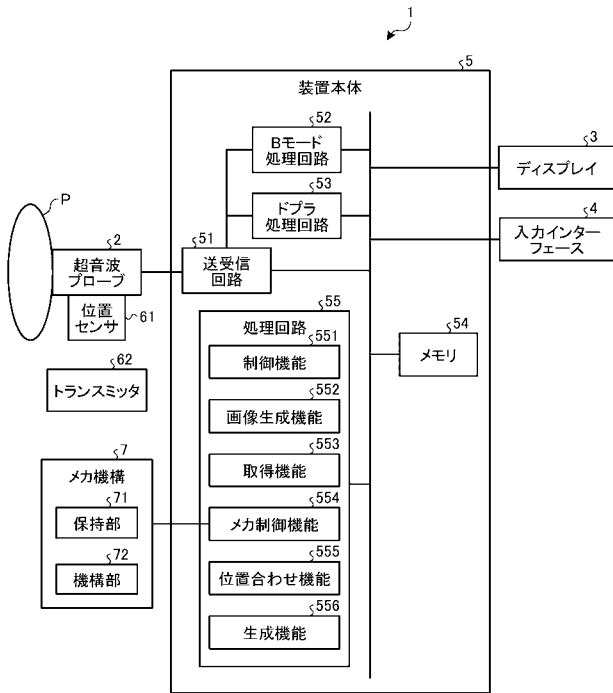 1
5
装置本体
52
Bモード
処理回路
3
ディスプレイ
53
ドプラ
処理回路
4
入力インター
フェース
P
2
超音波
プローブ
51
送受信
回路
位置
センサ
61
55
処理回路
54
メモリ
551
制御機能
62
トランスミッタ
552
画像生成機能
553
取得機能
7
メカ機構
71
保持部
554
メカ制御機能
72
機構部
555
位置合わせ機能
556
生成機能